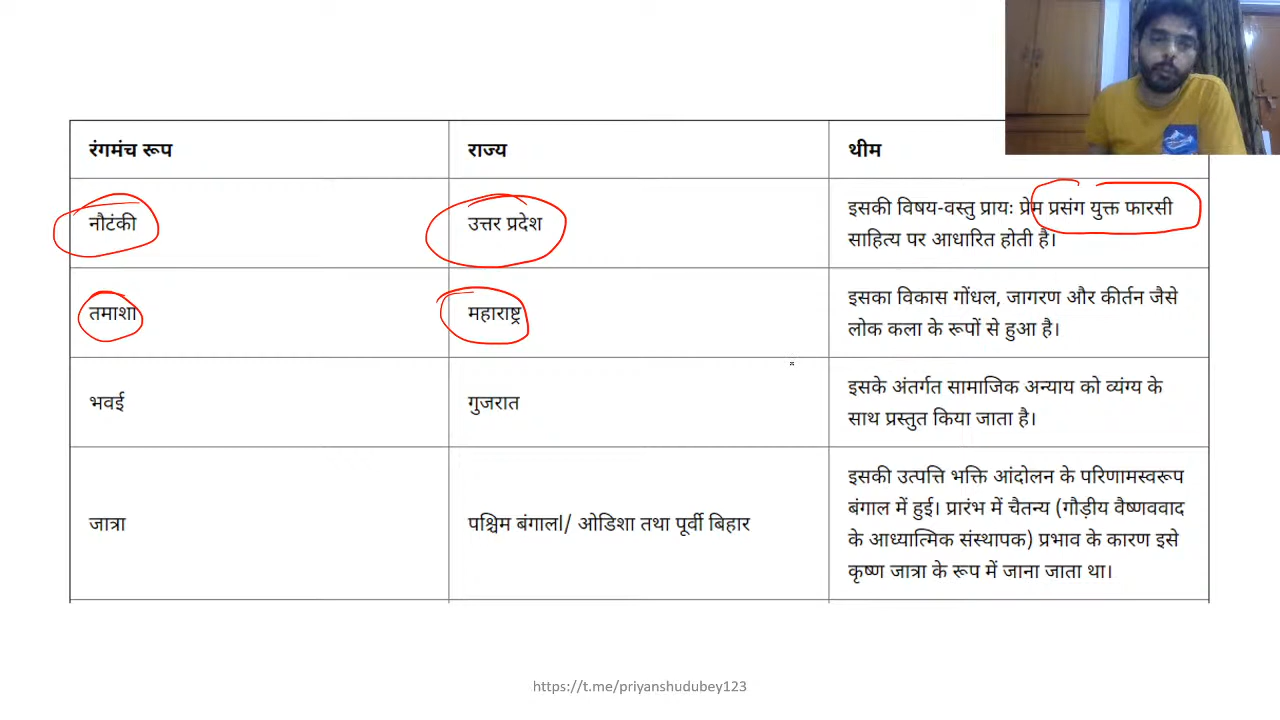 रंगमंच रूप
राज्य
थीम
नौटंकी
उत्तर प्रदेश
इसकी विषय-वस्तु प्रायः प्रेम प्रसंग युक्त फारसी
साहित्य पर आधारित होती है।
तमाशा
महाराष्ट्र
इसका विकास गोंधल, जागरण और कीर्तन जैसे
लोक कला के रूपों से हुआ है।
भवई
गुजरात
इसके अंतर्गत सामाजिक अन्याय को व्यंग्य के
साथ प्रस्तुत किया जाता है।
जात्रा
पश्चिम बंगालl/ ओडिशा तथा पूर्वी बिहार
इसकी उत्पत्ति भक्ति आंदोलन के परिणामस्वरूप
बंगाल में हुई। प्रारंभ में चैतन्य (गौड़ीय वैष्णववाद
के आध्यात्मिक संस्थापक) प्रभाव के कारण इसे
कृष्ण जात्रा के रूप में जाना जाता था।
https://t.me/priyanshudubey123